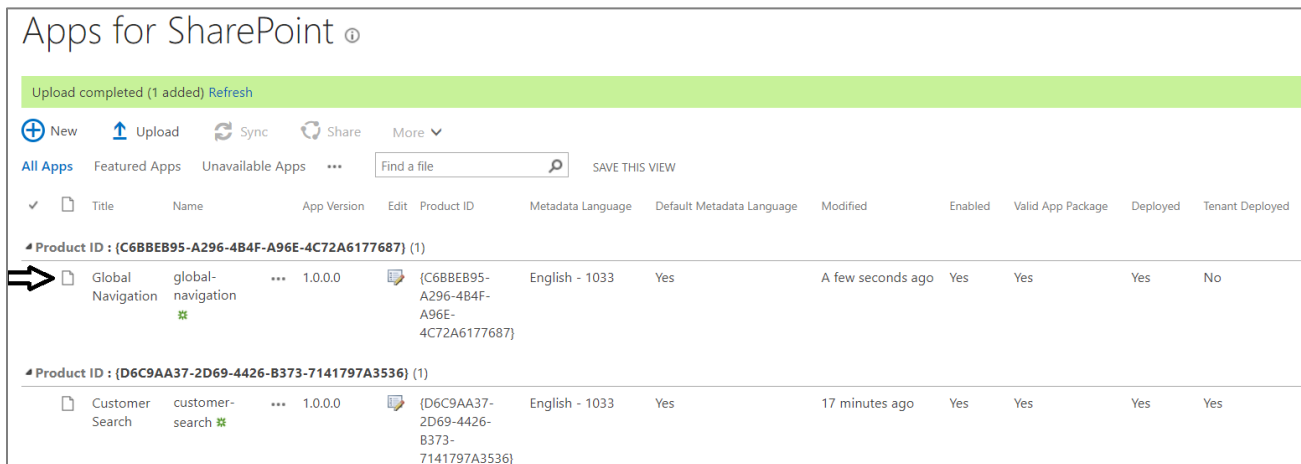 Apps for SharePoint
Upload completed (1 added) Refresh
New Upload Sync Share More
All Apps Featured Apps Unavailable Apps ••• Find a file SAVE THIS VIEW
Title Name App Version Edit Product ID Metadata Language Default Metadata Language Modified Enabled Valid App Package Deployed Tenant Deployed
Product ID : {C6BBEB95-A296-4B4F-A96E-4C72A6177687} (1)
Global global- ••• 1.0.0.0 {C6BBEB95- English - 1033 Yes A few seconds ago Yes Yes Yes No
Navigation navigation A296-4B4F-
A96E-
4C72A6177687}
Product ID : {D6C9AA37-2D69-4426-B373-7141797A3536} (1)
Customer customer- ••• 1.0.0.0 {D6C9AA37- English - 1033 Yes 17 minutes ago Yes Yes Yes Yes
Search search 2D69-4426-
B373-
7141797A3536}